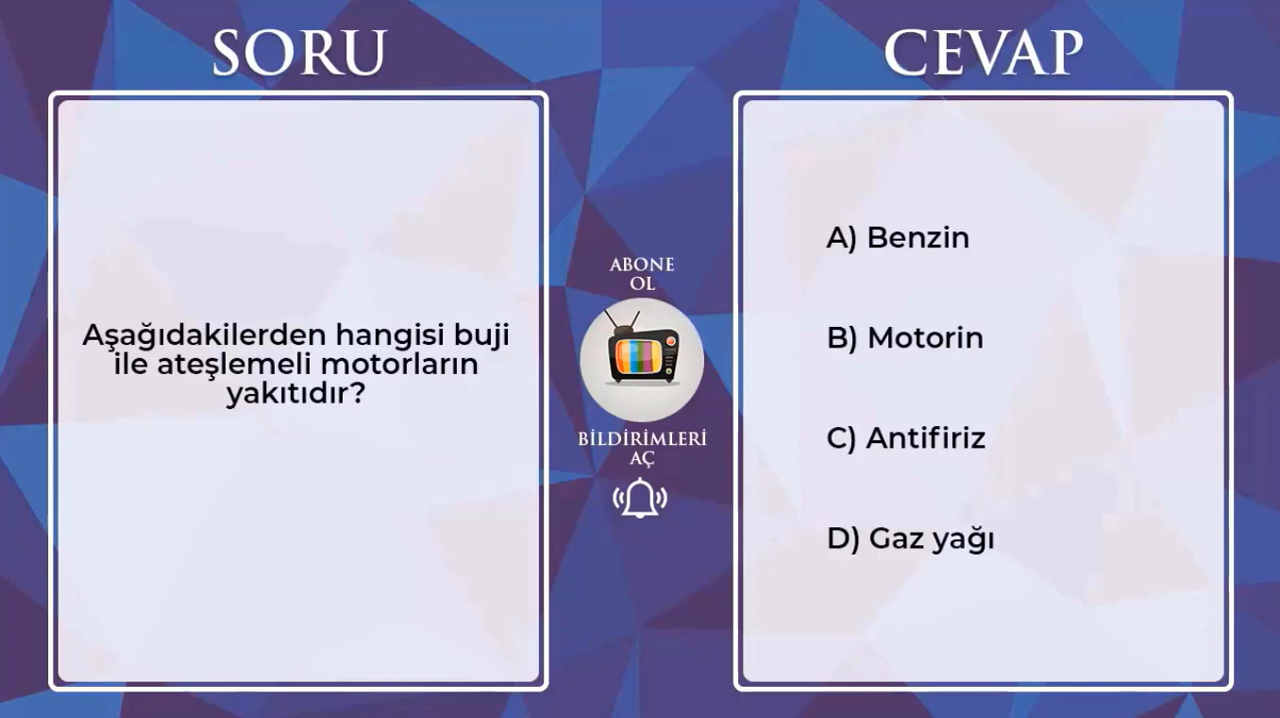 SORU
CEVAP
Aşağıdakilerden hangisi buji
ile ateşlemeli motorların
yakıtıdır?
ABONE
OL
BİLDİRİMLERİ
AÇ
A) Benzin
B) Motorin
C) Antifiriz
D) Gaz yağı